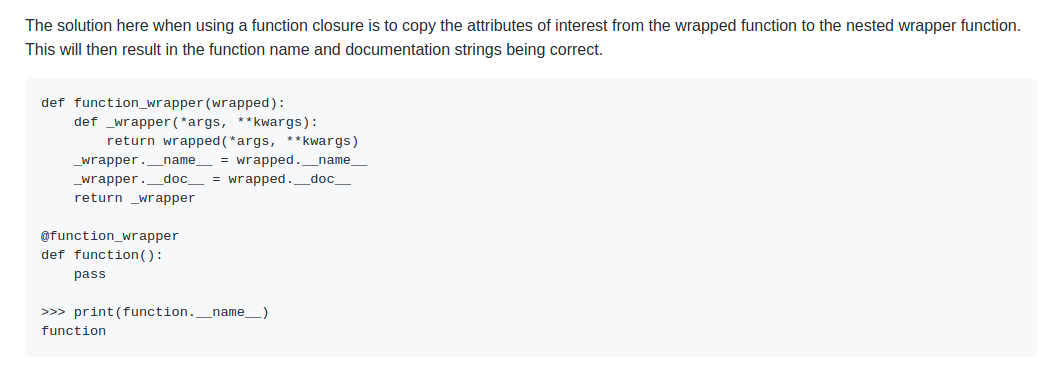 The solution here when using a function closure is to copy the attributes of interest from the wrapped function to the nested wrapper function.
This will then result in the function name and documentation strings being correct.
def function_wrapper(wrapped):
    def _wrapper(*args, **kwargs):
        return wrapped(*args, **kwargs)
    _wrapper.__name__ = wrapped.__name__
    _wrapper.__doc__ = wrapped.__doc__
    return _wrapper
@function_wrapper
def function():
    pass
>>> print(function.__name__)
function